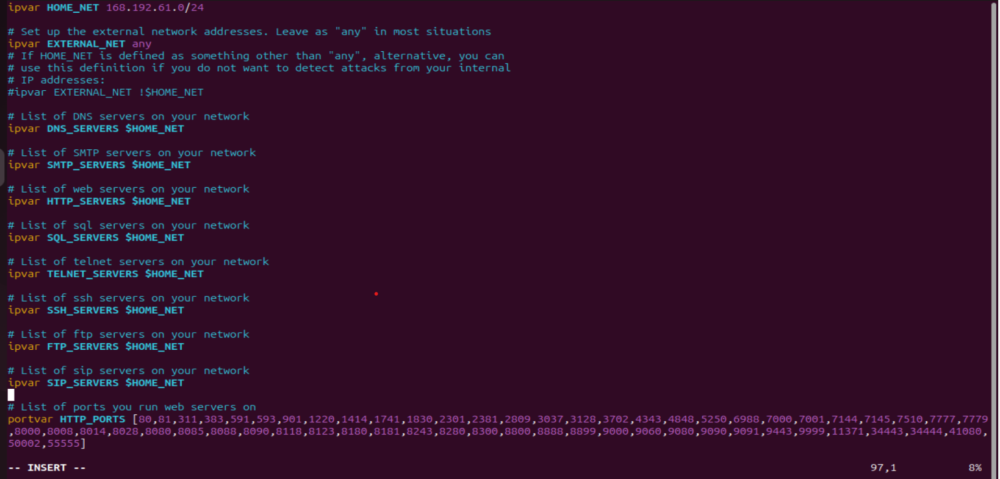 ipvar HOME_NET 168.192.61.0/24
# Set up the external network addresses. Leave as "any" in most situations
ipvar EXTERNAL_NET any
# If HOME_NET is defined as something other than "any", alternative, you can
# use this definition if you do not want to detect attacks from your internal
# IP addresses:
#ipvar EXTERNAL_NET !$HOME_NET
# List of DNS servers on your network
ipvar DNS_SERVERS $HOME_NET
# List of SMTP servers on your network
ipvar SMTP_SERVERS $HOME_NET
# List of web servers on your network
ipvar HTTP_SERVERS $HOME_NET
# List of sql servers on your network
ipvar SQL_SERVERS $HOME_NET
# List of telnet servers on your network
ipvar TELNET_SERVERS $HOME_NET
# List of ssh servers on your network
ipvar SSH_SERVERS $HOME_NET
# List of ftp servers on your network
ipvar FTP_SERVERS $HOME_NET
# List of sip servers on your network
ipvar SIP_SERVERS $HOME_NET
# List of ports you run web servers on
portvar HTTP_PORTS [80,81,311,383,591,593,901,1220,1414,1741,1830,2301,2381,2809,3037,3128,3702,4343,4848,5250,6988,7000,7001,7144,7145,7510,7777,7779
,8000,8008,8014,8028,8080,8085,8088,8090,8118,8123,8180,8181,8243,8280,8300,8800,8888,8899,9000,9060,9080,9090,9091,9443,9999,11371,34443,34444,41080,
50002,55555]
-- INSERT -- 97,1 8%